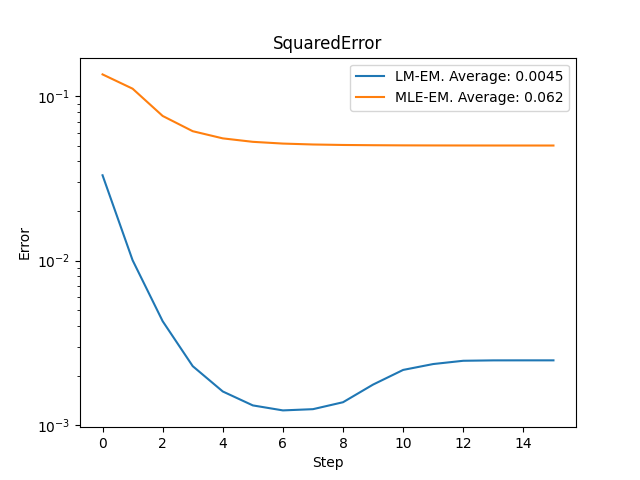 SquaredError
LM-EM. Average: 0.0045
MLE-EM. Average: 0.062
10⁻¹
10⁻²
10⁻³
Error
0 2 4 6 8 10 12 14
Step